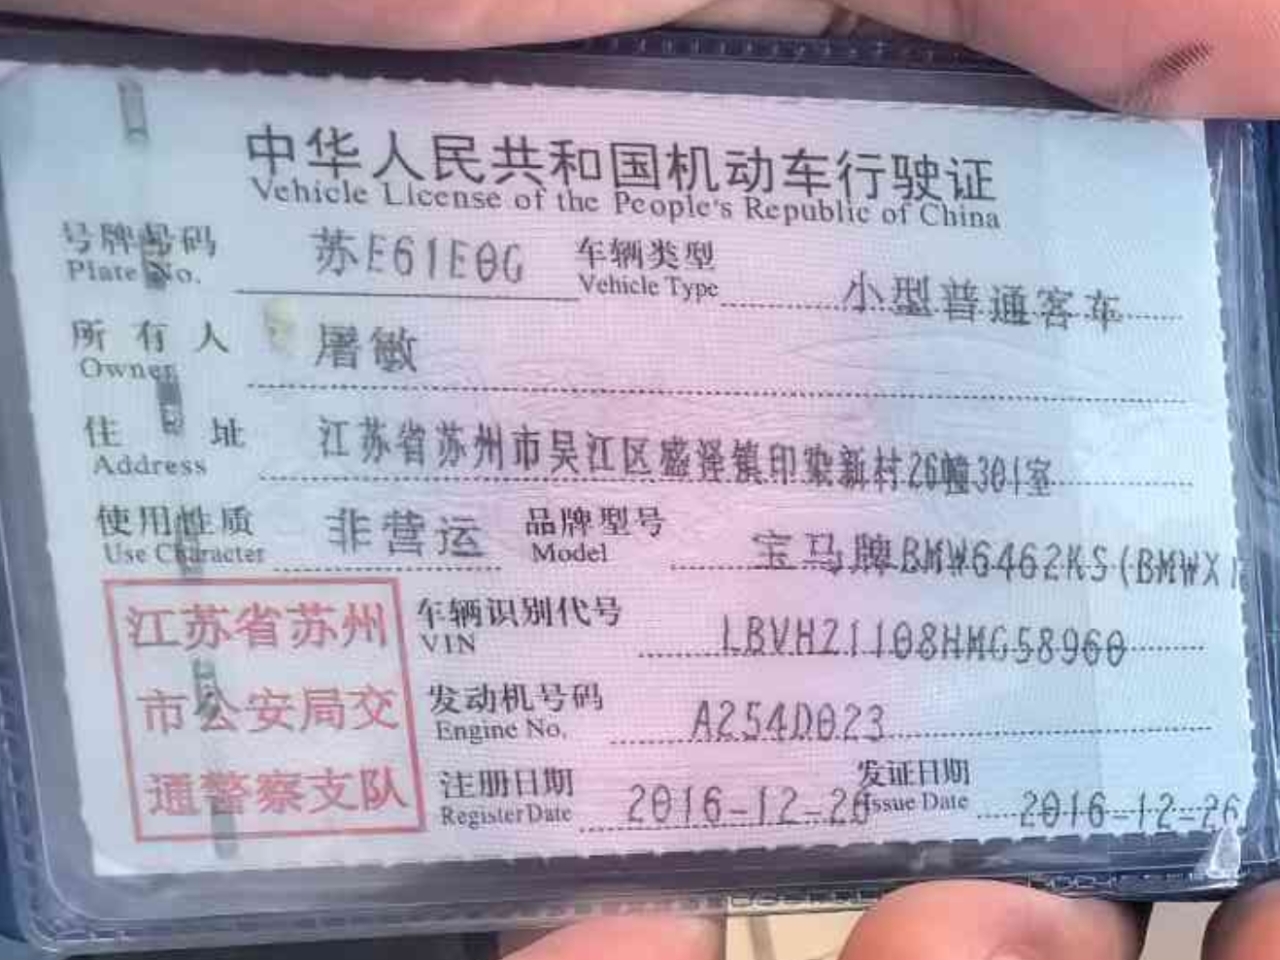 中华人民共和国机动车行驶证
Vehicle License of the People's Republic of China
号牌号码 苏E61E0G 车辆类型 小型普通客车
Plate No. Vehicle Type
所有人 屠敏
Owner
住址 江苏省苏州市吴江区盛泽镇印染新村26幢301室
Address
使用性质 非营运 品牌型号 宝马牌BMW6462KS(BMWX1
Use Character Model
江苏省苏州
市公安局交
通警察支队
车辆识别代号 LBVHZ1108HMG58960
VIN
发动机号码 A254D023
Engine No.
注册日期 2016-12-26 发证日期 2016-12-26
Register Date Issue Date